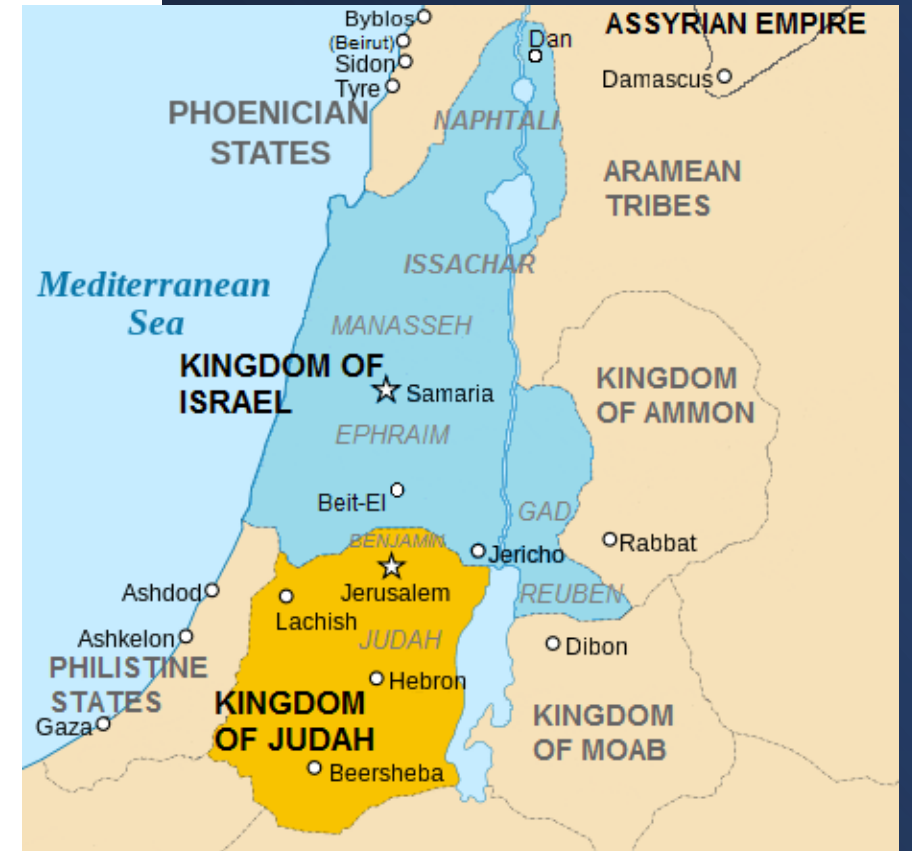 Byblos
ASSYRIAN EMPIRE
(Beirut)
Dan
Sidon
Damascus
Tyre
PHOENICIAN
STATES
NAPHTALI
ARAMEAN
TRIBES
ISSACHAR
Mediterranean
Sea
MANASSEH
KINGDOM OF
ISRAEL
Samaria
KINGDOM
OF AMMON
EPHRAIM
Beit-El
GAD
BENJAMIN
Jericho
Rabbat
Ashdod
Jerusalem
REUBEN
Lachish
Ashkelon
JUDAH
Dibon
PHILISTINE
STATES
Hebron
Gaza
KINGDOM
OF JUDAH
KINGDOM
OF MOAB
Beersheba